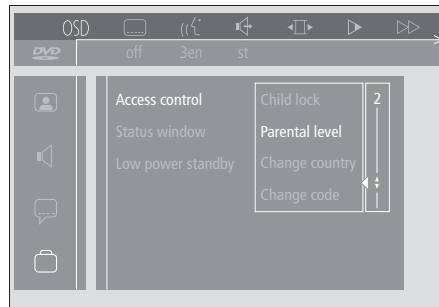 OSD
DVD off 3en st
Access control Child lock 2
Status window Parental level
Low power standby Change country
Change code